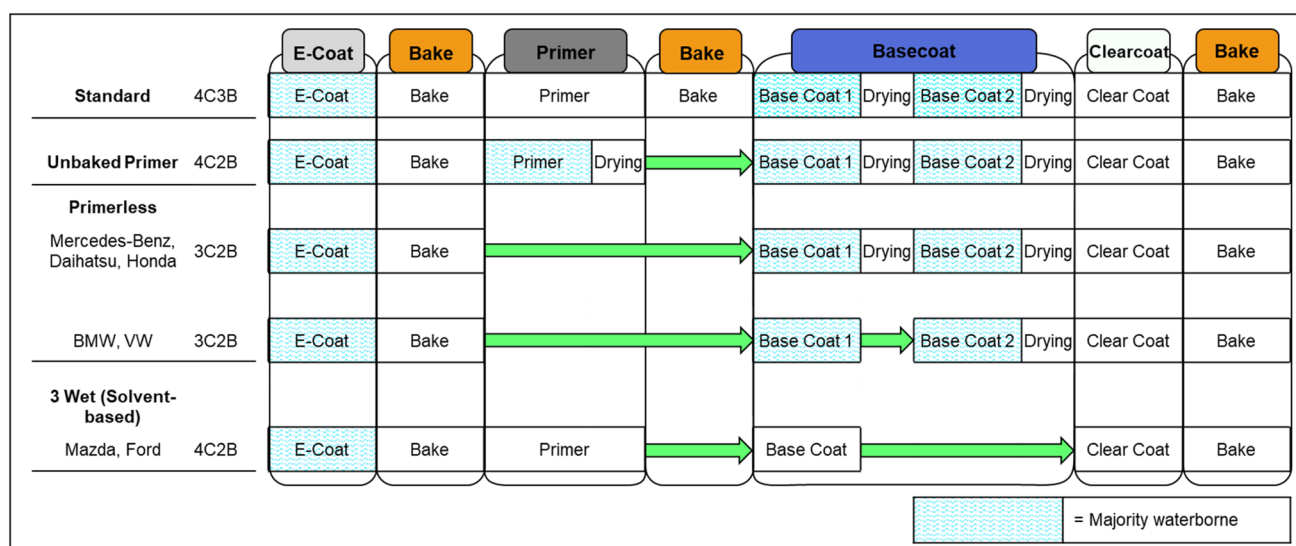 E-Coat Bake Primer Bake Basecoat Clearcoat Bake
Standard 4C3B E-Coat Bake Primer Bake Base Coat 1 Drying Base Coat 2 Drying Clear Coat Bake
Unbaked Primer 4C2B E-Coat Bake Primer Drying Base Coat 1 Drying Base Coat 2 Drying Clear Coat Bake
Primerless
Mercedes-Benz,
Daihatsu, Honda 3C2B E-Coat Bake Base Coat 1 Drying Base Coat 2 Drying Clear Coat Bake
BMW, VW 3C2B E-Coat Bake Base Coat 1 Base Coat 2 Drying Clear Coat Bake
3 Wet (Solvent-
based)
Mazda, Ford 4C2B E-Coat Bake Primer Base Coat Clear Coat Bake
= Majority waterborne